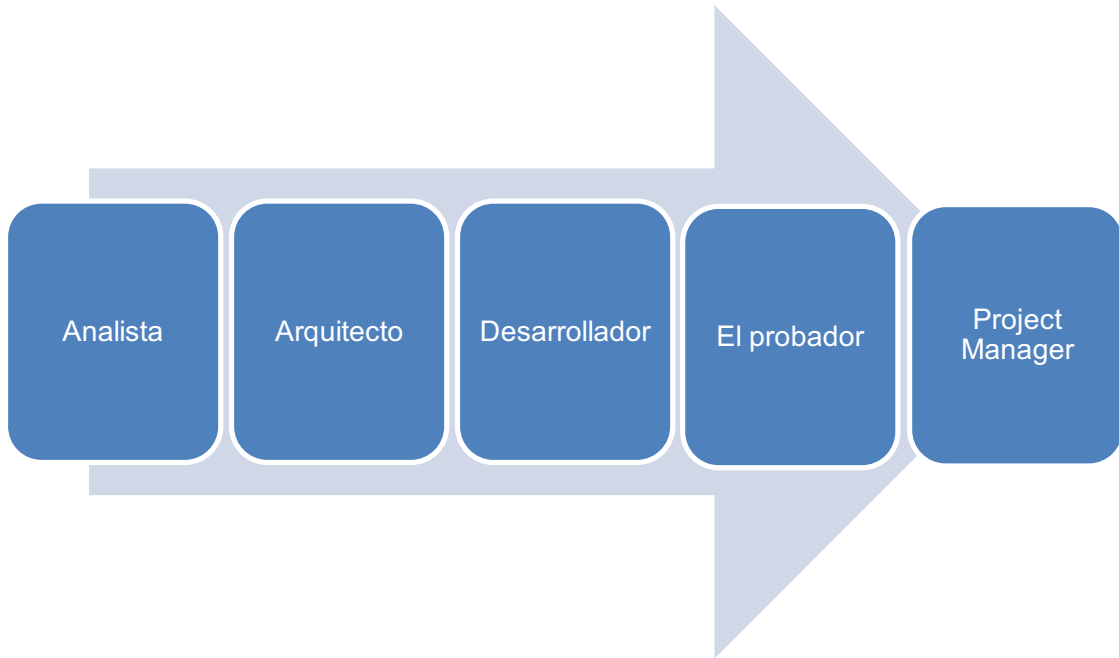 Analista
Arquitecto
Desarrollador
El probador
Project
Manager